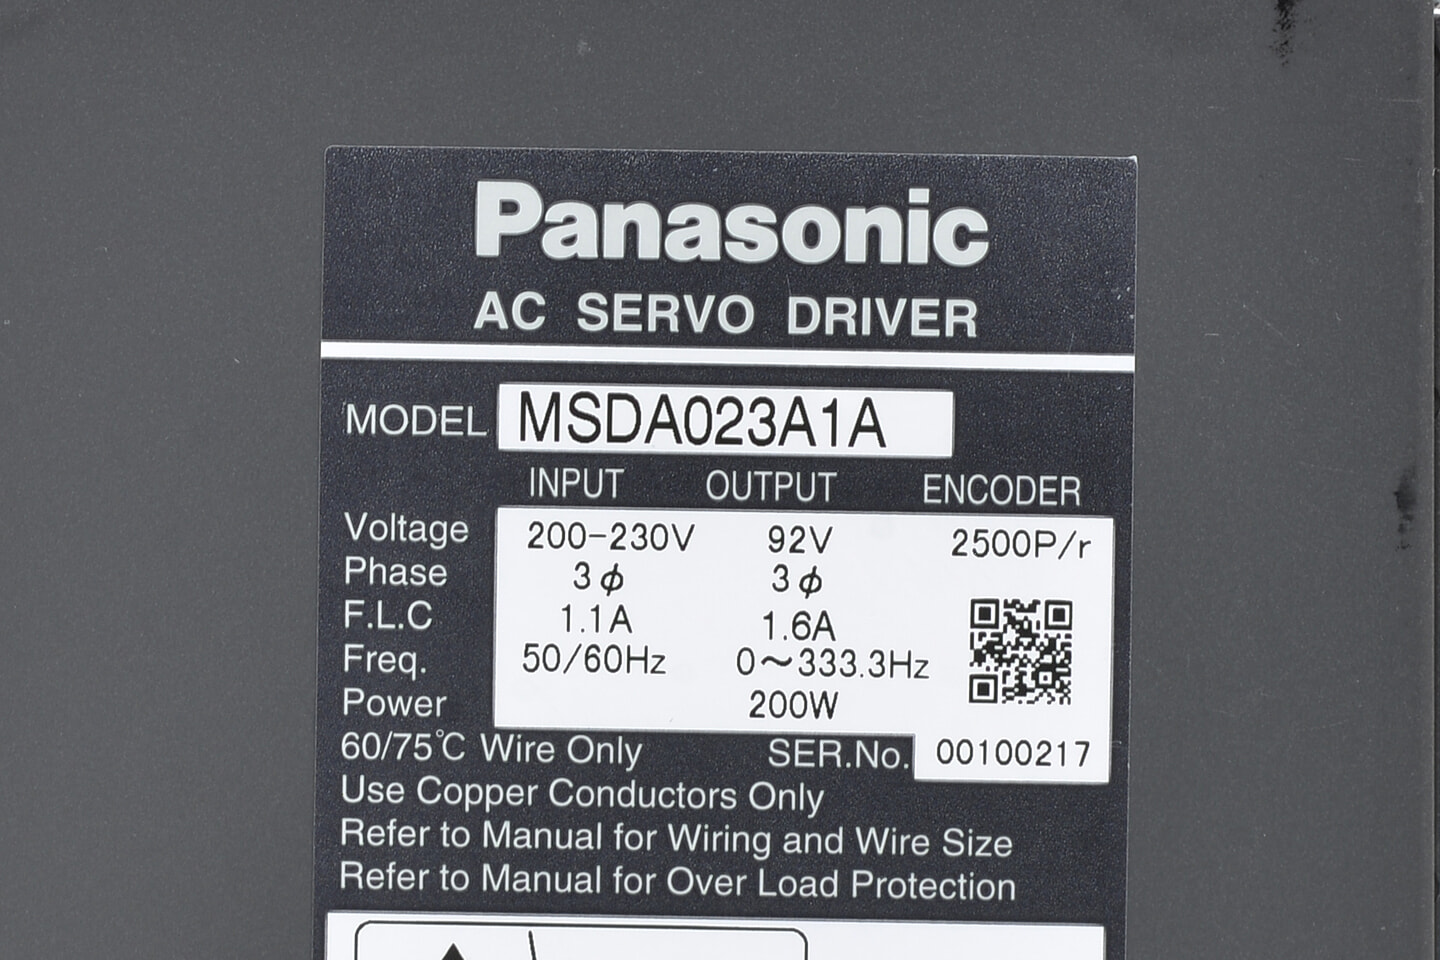 Panasonic
AC SERVO DRIVER
MODEL MSDA023A1A
INPUT OUTPUT ENCODER
Voltage 200-230V 92V 2500P/r
Phase 3ϕ 3ϕ
F.L.C 1.1A 1.6A
Freq. 50/60Hz 0~333.3Hz
Power 200W
60/75℃ Wire Only SER.No. 00100217
Use Copper Conductors Only
Refer to Manual for Wiring and Wire Size
Refer to Manual for Over Load Protection